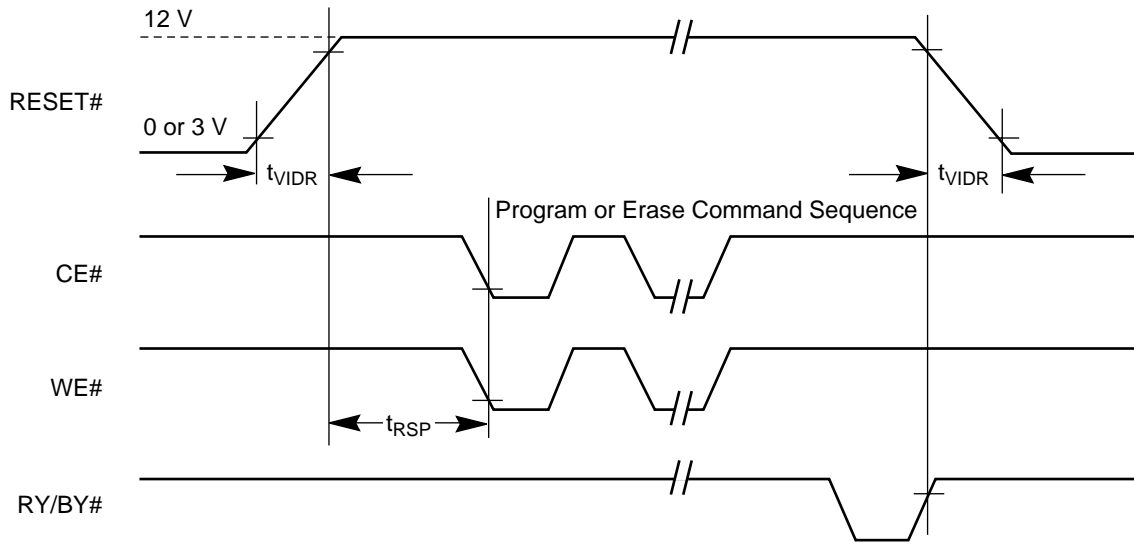 12 V
RESET#
0 or 3 V
tVIDR
tVIDR
Program or Erase Command Sequence
CE#
WE#
tRSP
RY/BY#